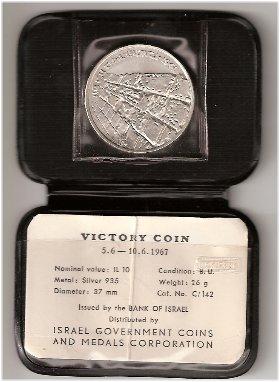 VICTORY COIN
5.6 — 10.6.1967
Nominal value: IL 10 Condition: B.U.
Metal: Silver 935 Weight: 26 g
Diameter: 37 mm Cat. No. C/142
Issued by the BANK OF ISRAEL
Distributed by
ISRAEL GOVERNMENT COINS
AND MEDALS CORPORATION